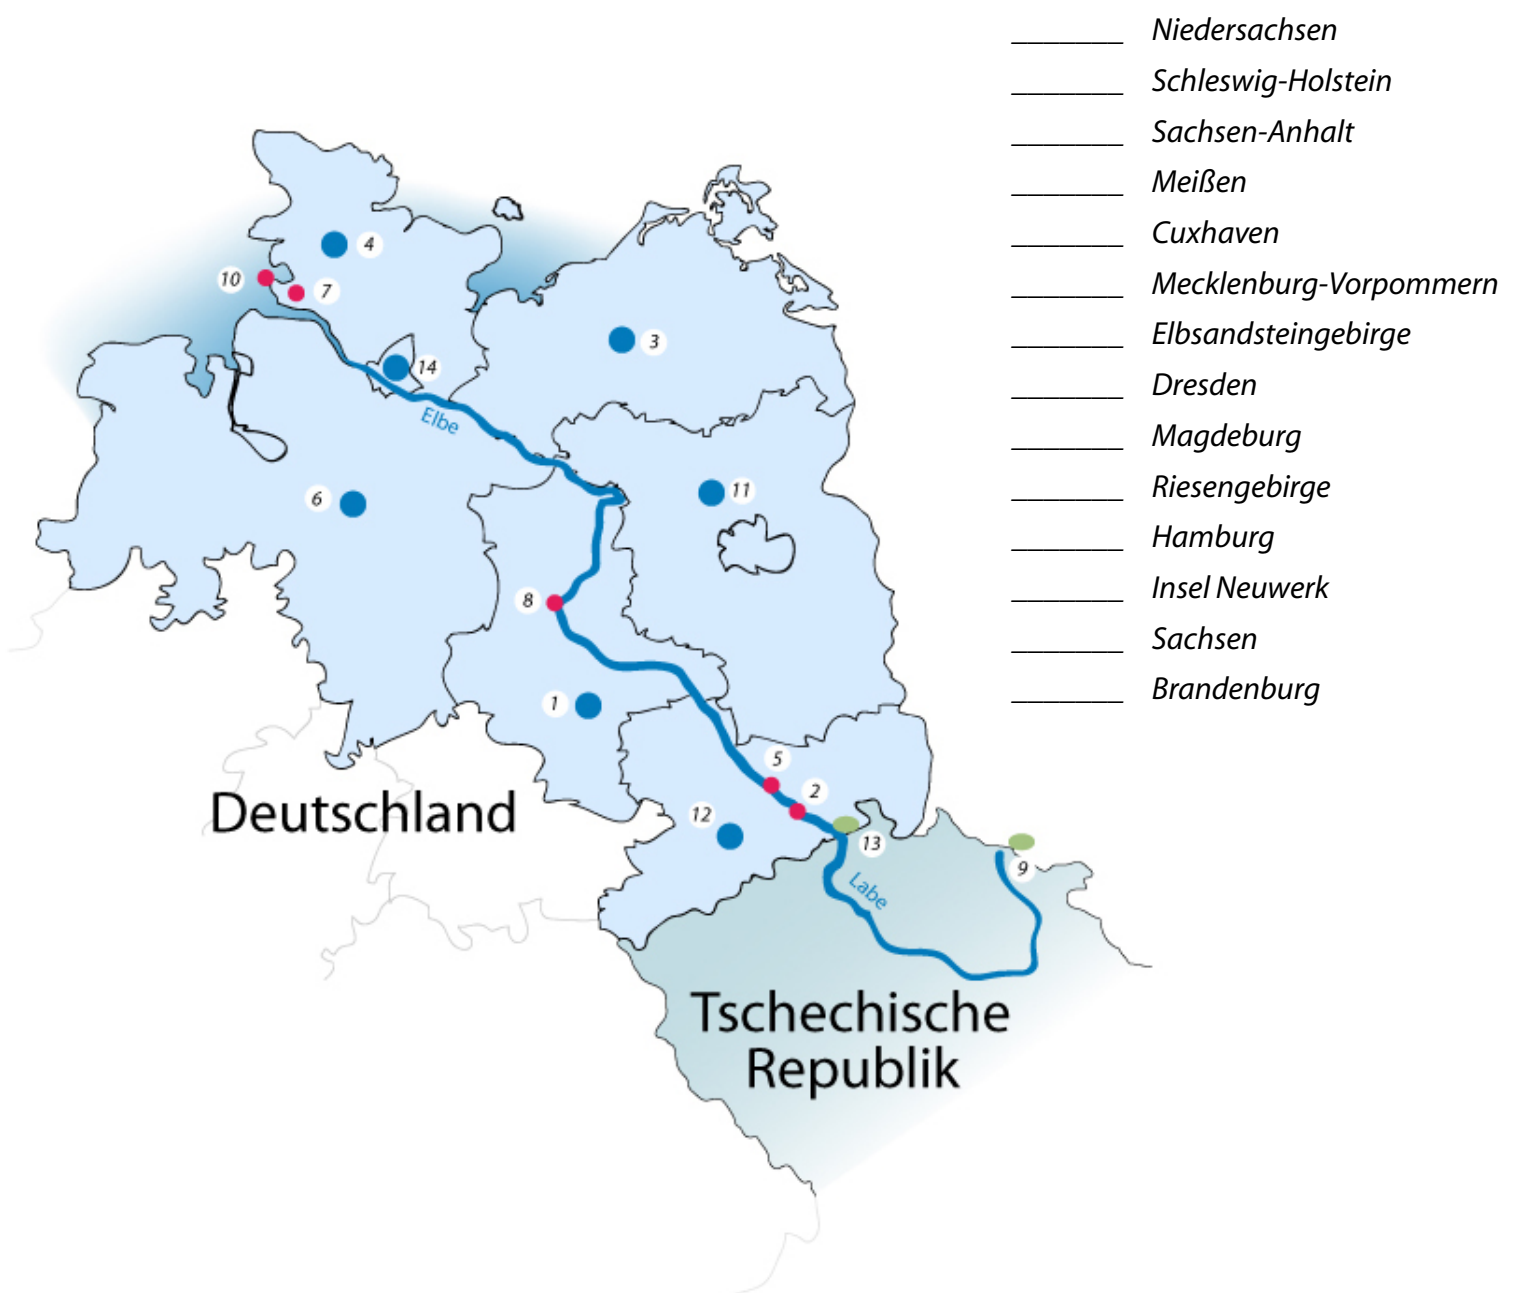 _______ Niedersachsen
_______ Schleswig-Holstein
_______ Sachsen-Anhalt
_______ Meißen
_______ Cuxhaven
_______ Mecklenburg-Vorpommern
_______ Elbsandsteingebirge
_______ Dresden
_______ Magdeburg
_______ Riesengebirge
_______ Hamburg
_______ Insel Neuwerk
_______ Sachsen
_______ Brandenburg
4
10
7
3
14
Elbe
6
11
8
1
5
2
Deutschland
12
13
9
Labe
Tschechische
Republik